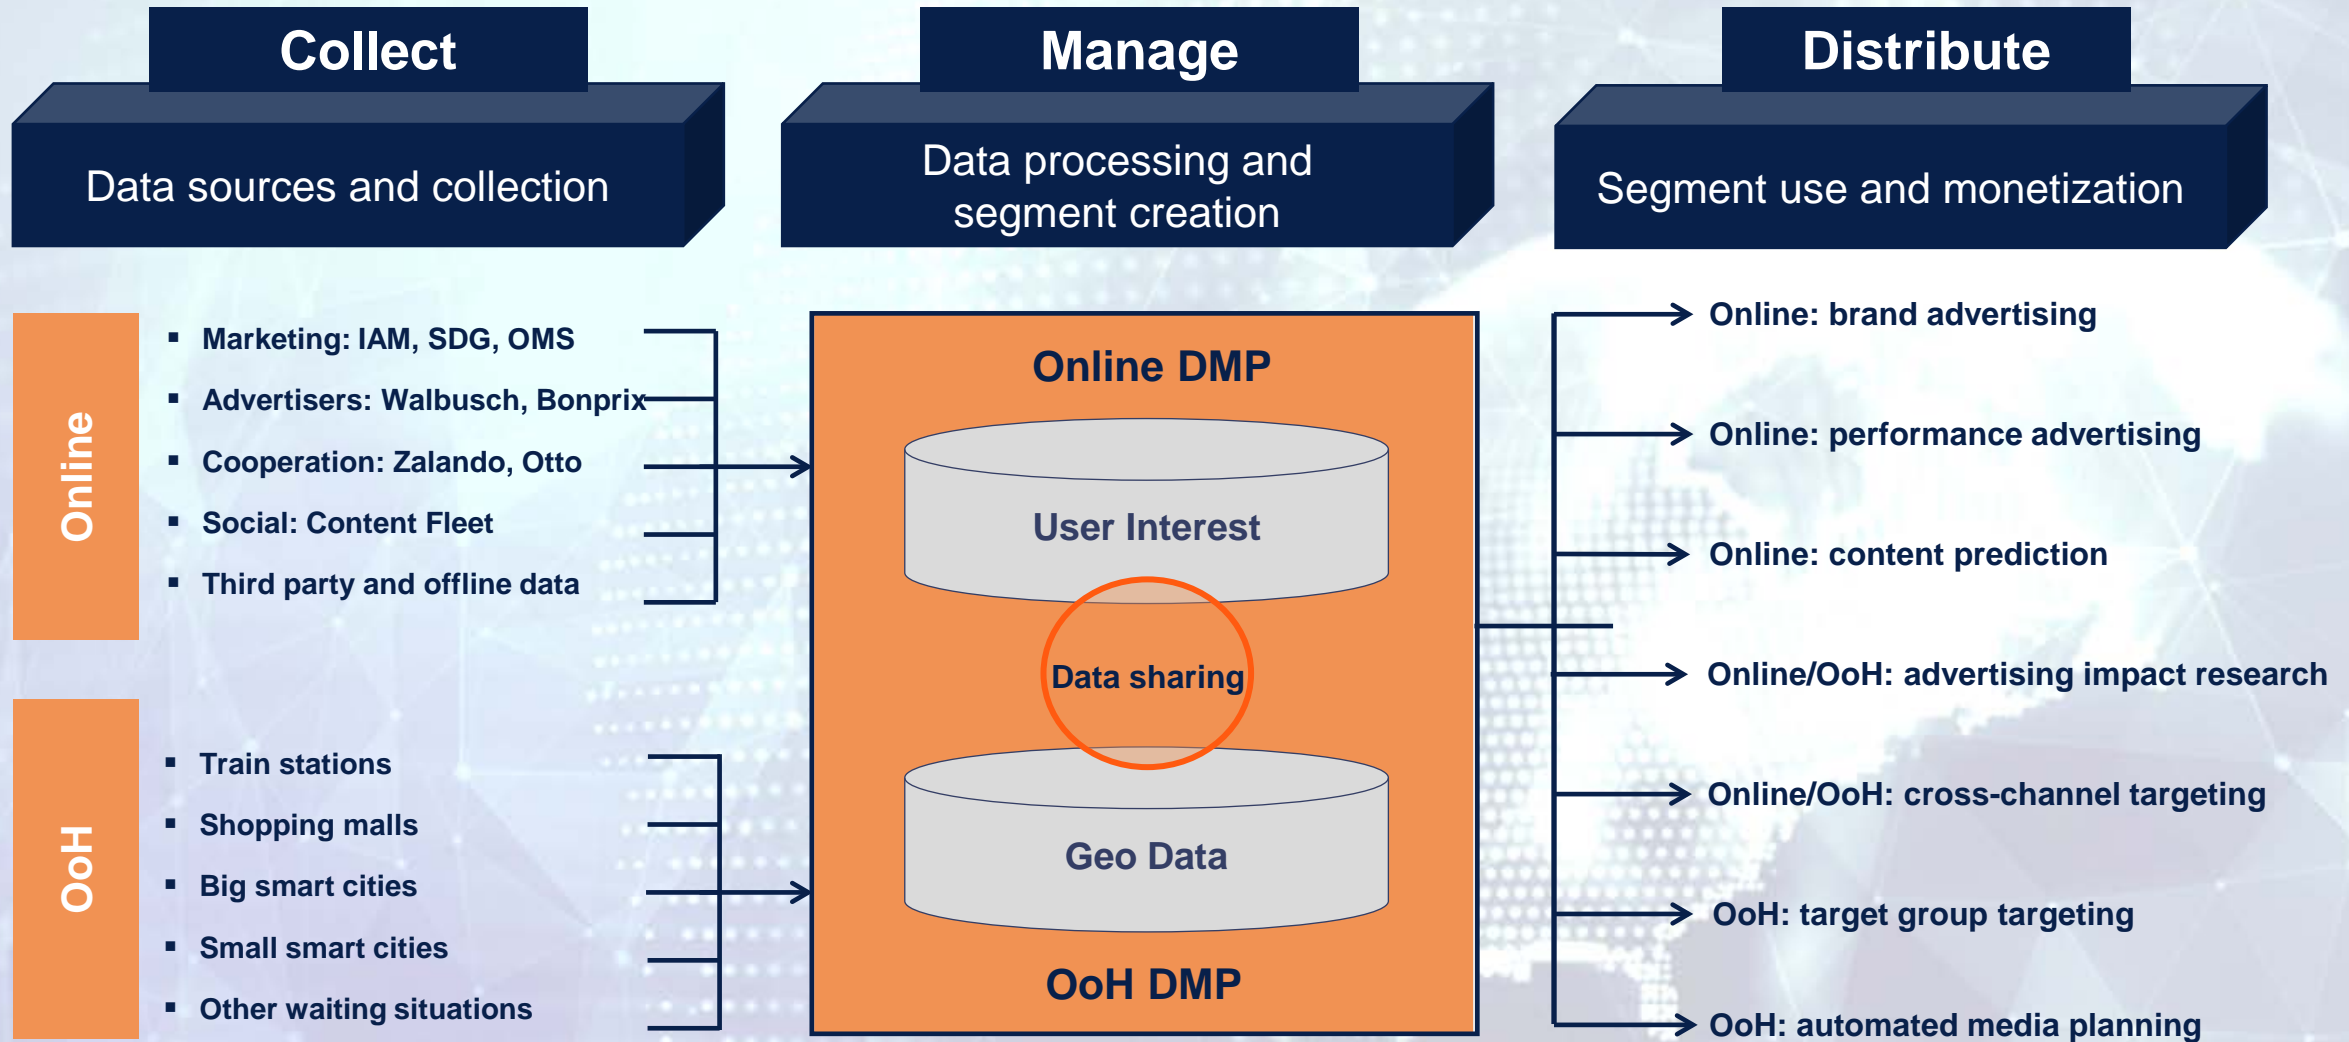 Collect
Data sources and collection
Manage
Data processing and
segment creation
Distribute
Segment use and monetization
Online
▪ Marketing: IAM, SDG, OMS
▪ Advertisers: Walbusch, Bonprix
▪ Cooperation: Zalando, Otto
▪ Social: Content Fleet
▪ Third party and offline data
OoH
▪ Train stations
▪ Shopping malls
▪ Big smart cities
▪ Small smart cities
▪ Other waiting situations
Online DMP
User Interest
Data sharing
Geo Data
OoH DMP
Online: brand advertising
Online: performance advertising
Online: content prediction
Online/OoH: advertising impact research
Online/OoH: cross-channel targeting
OoH: target group targeting
OoH: automated media planning